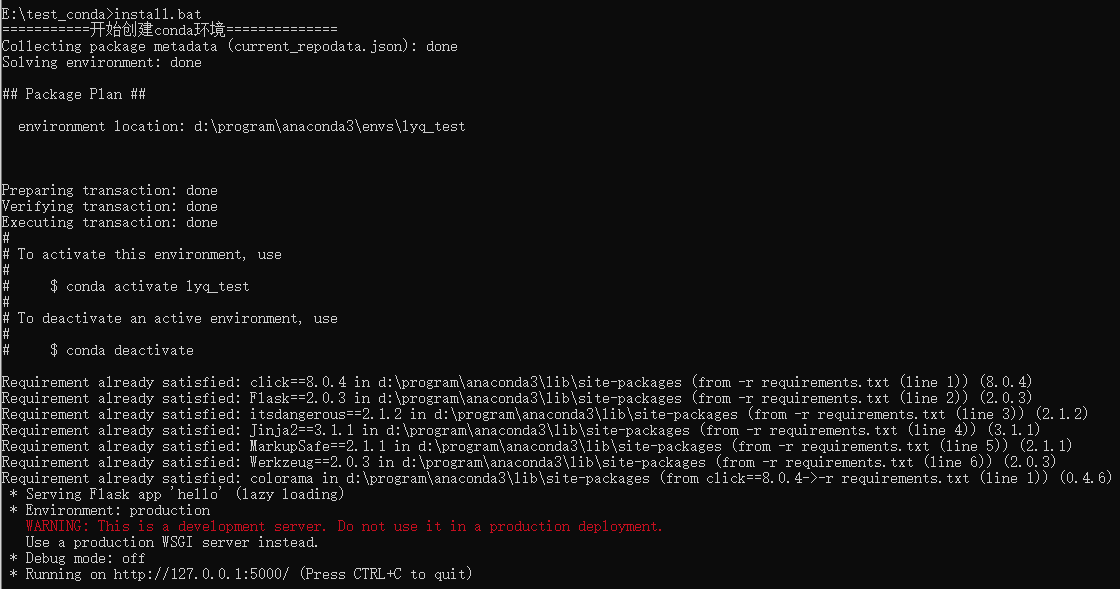 E:\test_conda>install.bat
===========开始创建conda环境==============
Collecting package metadata (current_repodata.json): done
Solving environment: done
## Package Plan ##
environment location: d:\program\anaconda3\envs\lyq_test
Preparing transaction: done
Verifying transaction: done
Executing transaction: done
#
# To activate this environment, use
#
#     $ conda activate lyq_test
#
# To deactivate an active environment, use
#
#     $ conda deactivate
Requirement already satisfied: click==8.0.4 in d:\program\anaconda3\lib\site-packages (from -r requirements.txt (line 1)) (8.0.4)
Requirement already satisfied: Flask==2.0.3 in d:\program\anaconda3\lib\site-packages (from -r requirements.txt (line 2)) (2.0.3)
Requirement already satisfied: itsdangerous==2.1.2 in d:\program\anaconda3\lib\site-packages (from -r requirements.txt (line 3)) (2.1.2)
Requirement already satisfied: Jinja2==3.1.1 in d:\program\anaconda3\lib\site-packages (from -r requirements.txt (line 4)) (3.1.1)
Requirement already satisfied: MarkupSafe==2.1.1 in d:\program\anaconda3\lib\site-packages (from -r requirements.txt (line 5)) (2.1.1)
Requirement already satisfied: Werkzeug==2.0.3 in d:\program\anaconda3\lib\site-packages (from -r requirements.txt (line 6)) (2.0.3)
Requirement already satisfied: colorama in d:\program\anaconda3\lib\site-packages (from click==8.0.4->-r requirements.txt (line 1)) (0.4.6)
* Serving Flask app 'hello' (lazy loading)
* Environment: production
WARNING: This is a development server. Do not use it in a production deployment.
Use a production WSGI server instead.
* Debug mode: off
* Running on http://127.0.0.1:5000/ (Press CTRL+C to quit)